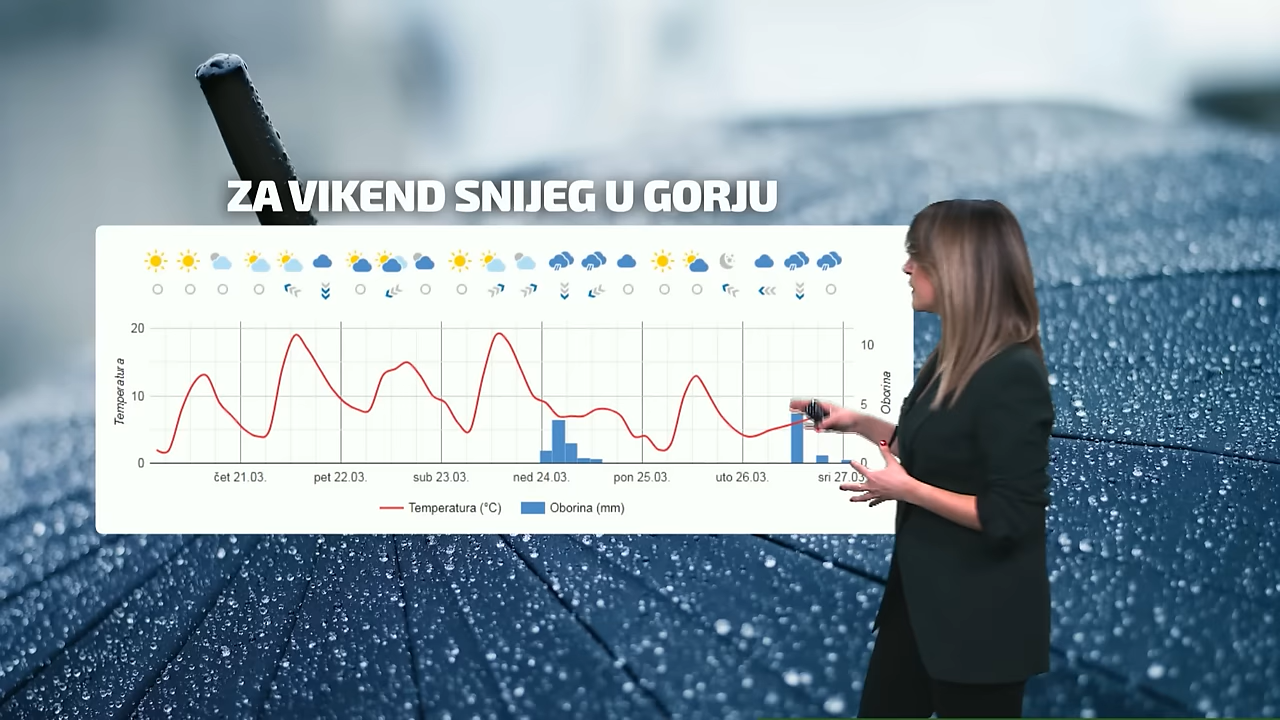 ZA VIKEND SNIJEG U GORJU
20
10
0
Temperatura
10
5
0
Oborina
čet 21.03.
pet 22.03.
sub 23.03.
ned 24.03.
pon 25.03.
uto 26.03.
sri 27.03.
Temperatura (°C)
Oborina (mm)